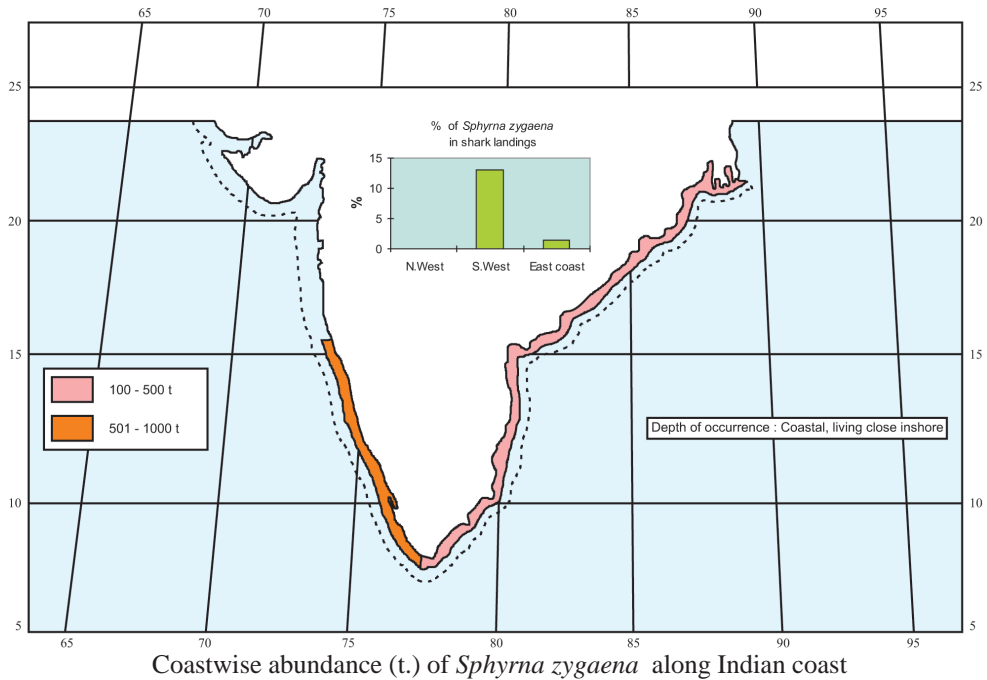 65 70 75 80 85 90 95
25 25
% of Sphyrna zygaena
in shark landings
15
10
5
0
%
N.West S.West East coast
20 20
15 15
100 - 500 t
501 - 1000 t
Depth of occurrence : Coastal, living close inshore
10 10
5 5
65 70 75 80 85 90 95
Coastwise abundance (t.) of Sphyrna zygaena along Indian coast